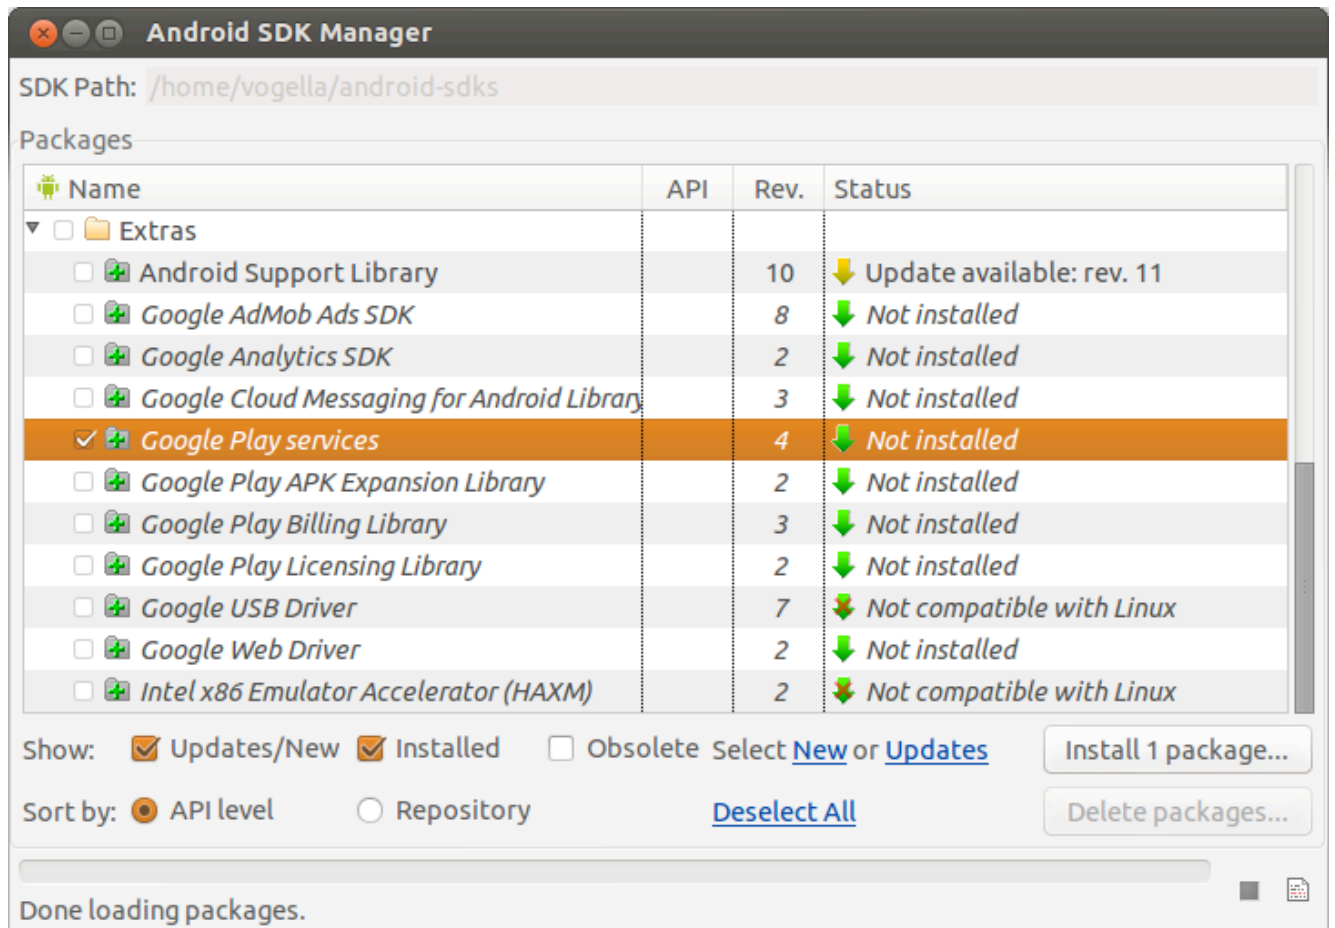 Android SDK Manager
SDK Path: /home/vogella/android-sdks
Packages
Name API Rev. Status
Extras
Android Support Library 10 Update available: rev. 11
Google AdMob Ads SDK 8 Not installed
Google Analytics SDK 2 Not installed
Google Cloud Messaging for Android Library 3 Not installed
Google Play services 4 Not installed
Google Play APK Expansion Library 2 Not installed
Google Play Billing Library 3 Not installed
Google Play Licensing Library 2 Not installed
Google USB Driver 7 Not compatible with Linux
Google Web Driver 2 Not installed
Intel x86 Emulator Accelerator (HAXM) 2 Not compatible with Linux
Show: Updates/New Installed Obsolete Select New or Updates Install 1 package...
Sort by: API level Repository Deselect All Delete packages...
Done loading packages.